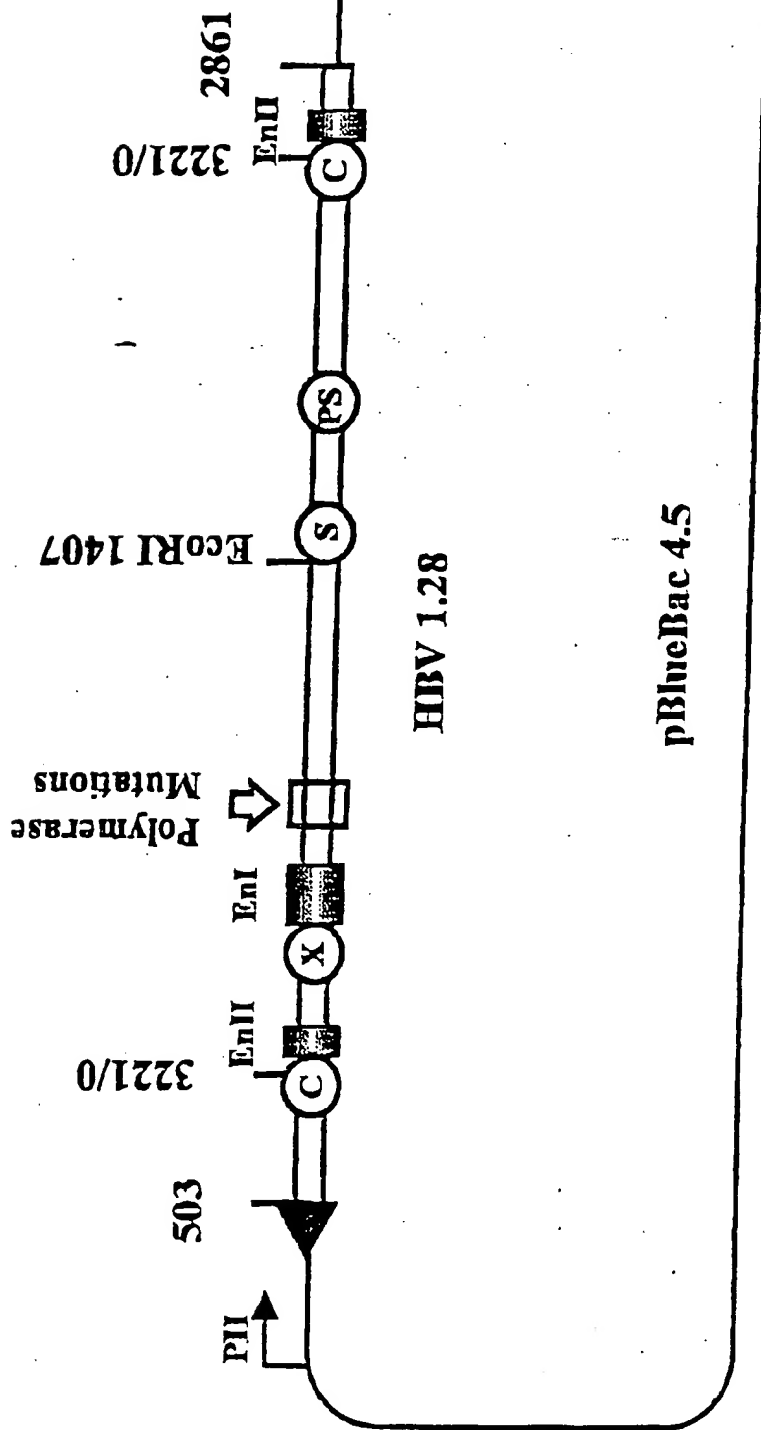 PII
503
3221/0
EnII
C
X
EnI
Polymerase
Mutations
EcoRI 1407
S
PS
3221/0
EnII
C
2861
HBV 1.28
pBlueBac 4.5